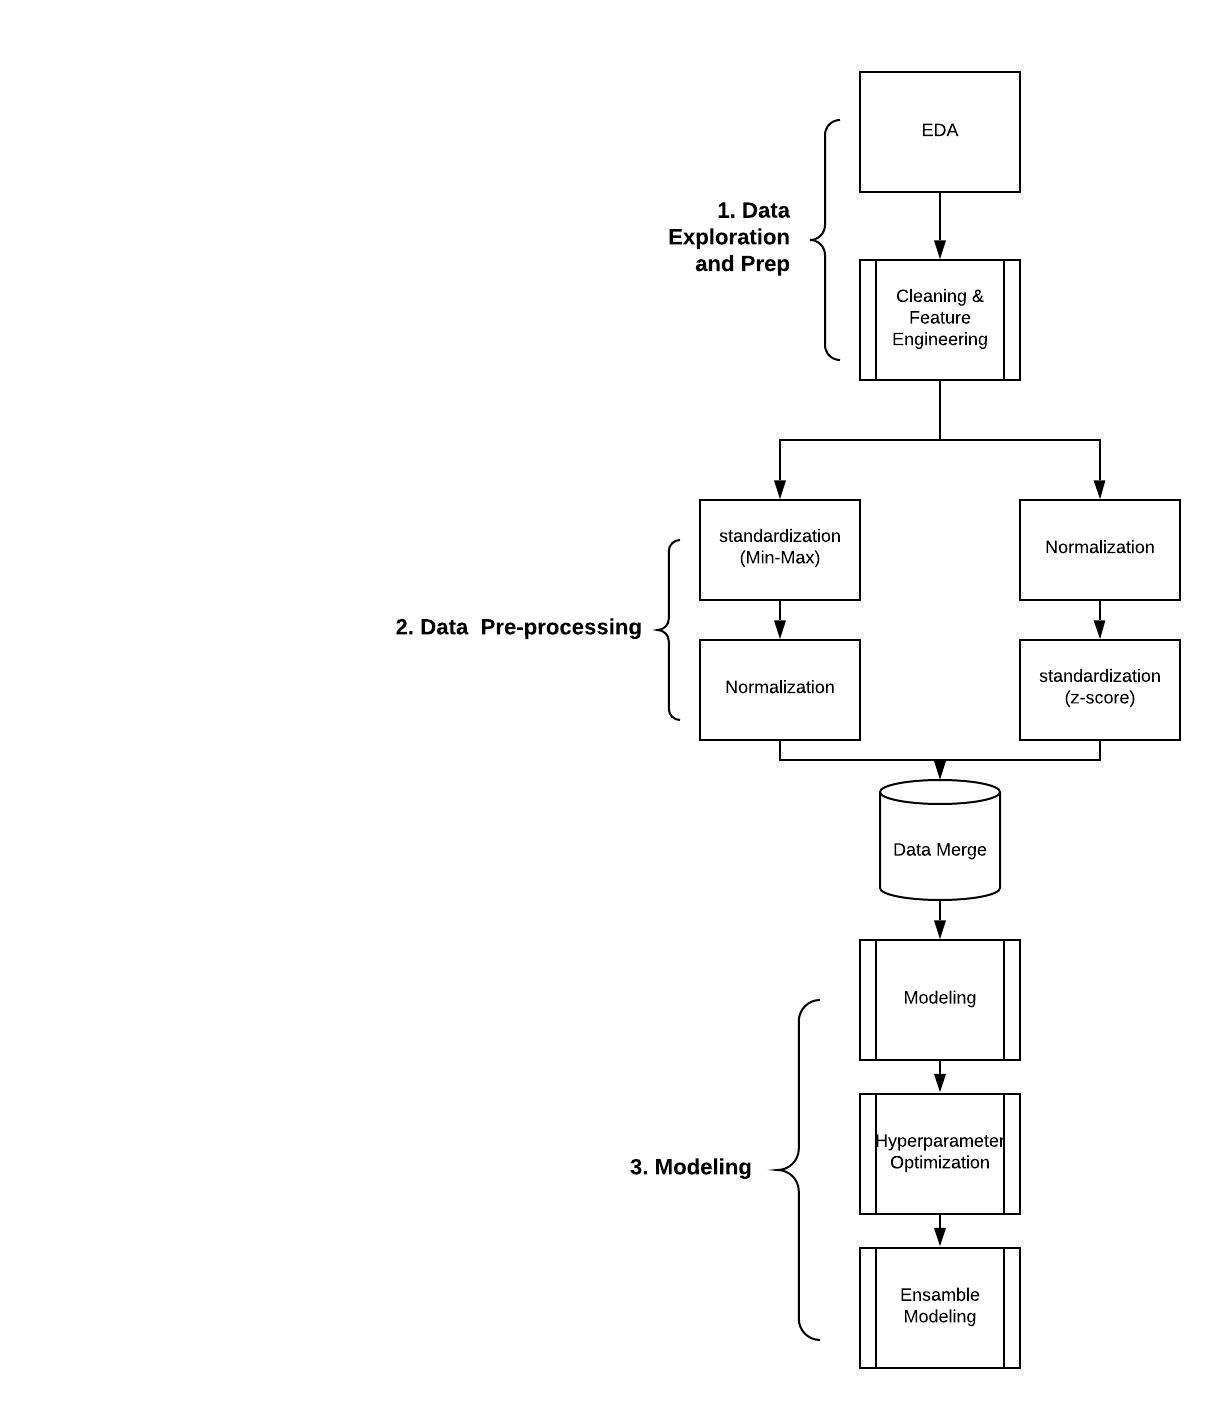 EDA
1. Data
Exploration
and Prep
Cleaning &
Feature
Engineering
standardization
(Min-Max)
Normalization
2. Data  Pre-processing
Normalization
standardization
(z-score)
Data Merge
Modeling
3. Modeling
Hyperparameter
Optimization
Ensamble
Modeling